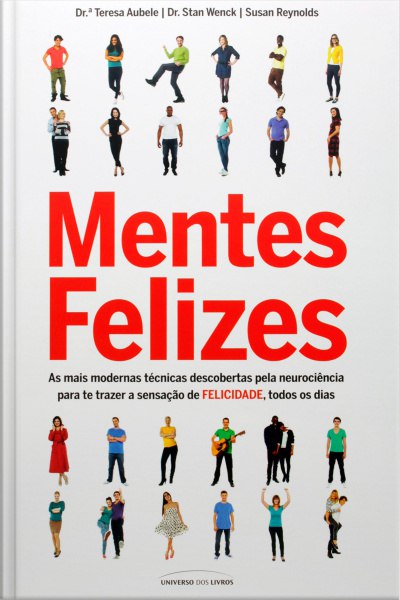 Dr.ª Teresa Aubele | Dr. Stan Wenck | Susan Reynolds
Mentes
Felizes
As mais modernas técnicas descobertas pela neurociência
para te trazer a sensação de FELICIDADE, todos os dias
UNIVERSO DOS LIVROS